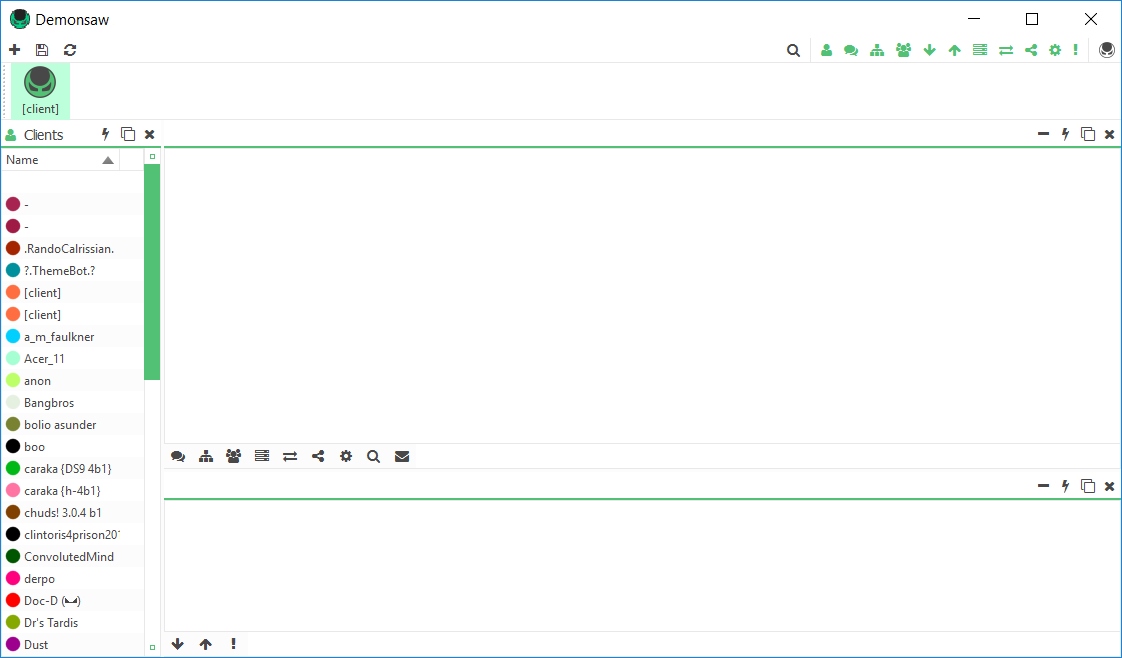 Demonsaw
[client]
Clients
Name
-
-
.RandoCalrissian.
?.ThemeBot.?
[client]
[client]
a_m_faulkner
Acer_11
anon
Bangbros
bolio asunder
boo
caraka {DS9 4b1}
caraka {h-4b1}
chuds! 3.0.4 b1
clintoris4prison201
ConvolutedMind
derpo
Doc-D (◣◢)
Dr's Tardis
Dust